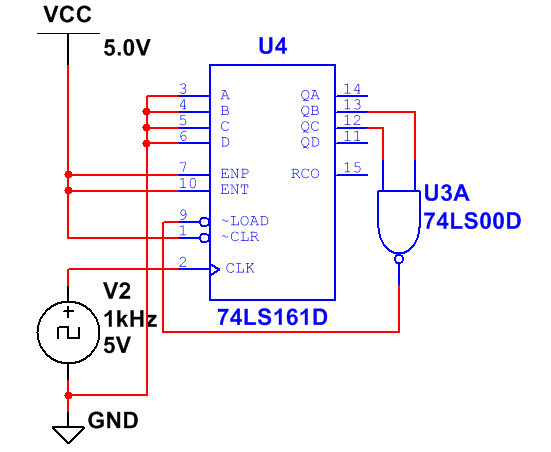 VCC
5.0V
U4
3 A QA 14
4 B QB 13
5 C QC 12
6 D QD 11
7 ENP RCO 15
10 ENT
9 ~LOAD
1 ~CLR
2 CLK
74LS161D
U3A
74LS00D
V2
1kHz
5V
GND